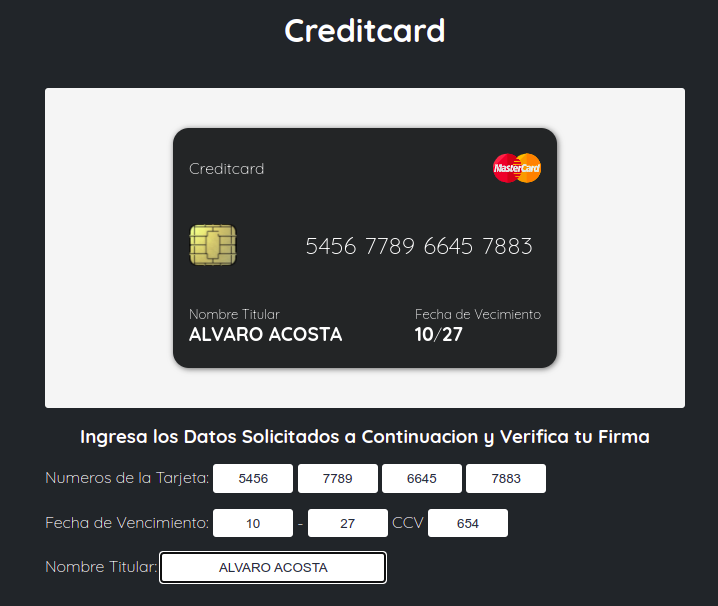 Creditcard
Creditcard
MasterCard
5456 7789 6645 7883
Nombre Titular
Fecha de Vecimiento
ALVARO ACOSTA
10/27
Ingresa los Datos Solicitados a Continuacion y Verifica tu Firma
Numeros de la Tarjeta: 5456 7789 6645 7883
Fecha de Vencimiento: 10 - 27 CCV 654
Nombre Titular: ALVARO ACOSTA